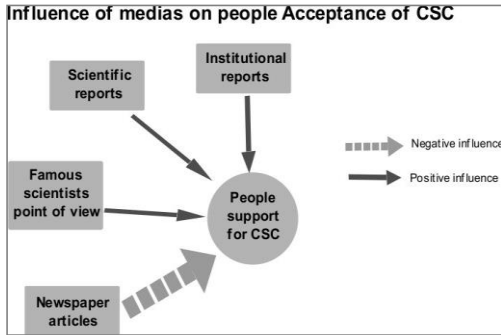 Influence of medias on people Acceptance of CSC
Institutional
reports
Scientific
reports
Negative influence
Positive influence
Famous
scientists
point of view
People
support
for CSC
Newspaper
articles